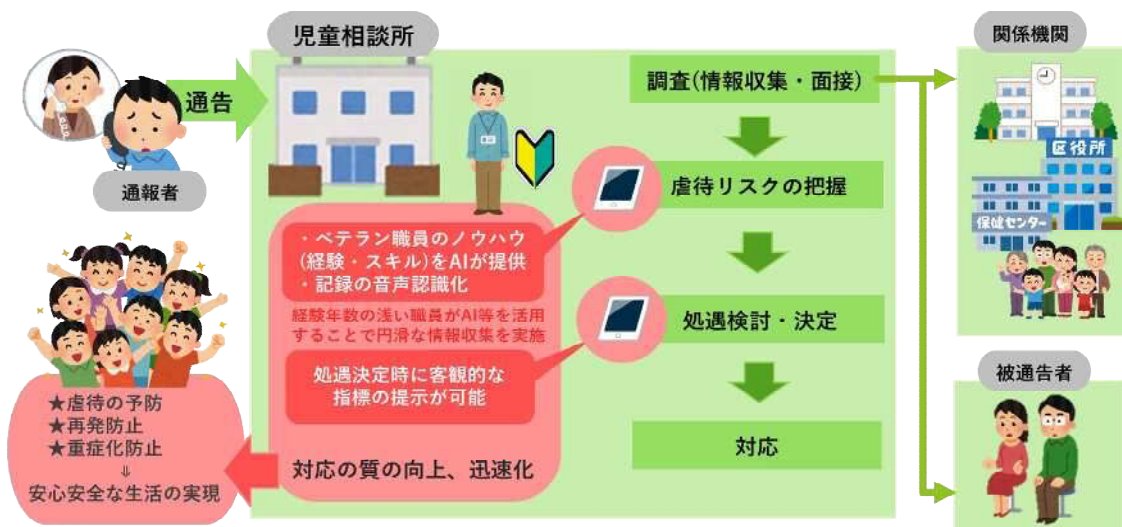 児童相談所
通告
通報者
調査(情報収集・面接)
虐待リスクの把握
処遇検討・決定
対応
・ベテラン職員のノウハウ
(経験・スキル)をAIが提供
・記録の音声認識化
経験年数の浅い職員がAI等を活用
することで円滑な情報収集を実施
処遇決定時に客観的な
指標の提示が可能
対応の質の向上、迅速化
★虐待の予防
★再発防止
★重症化防止
⇓
安心安全な生活の実現
関係機関
区役所
保健センター
被通告者